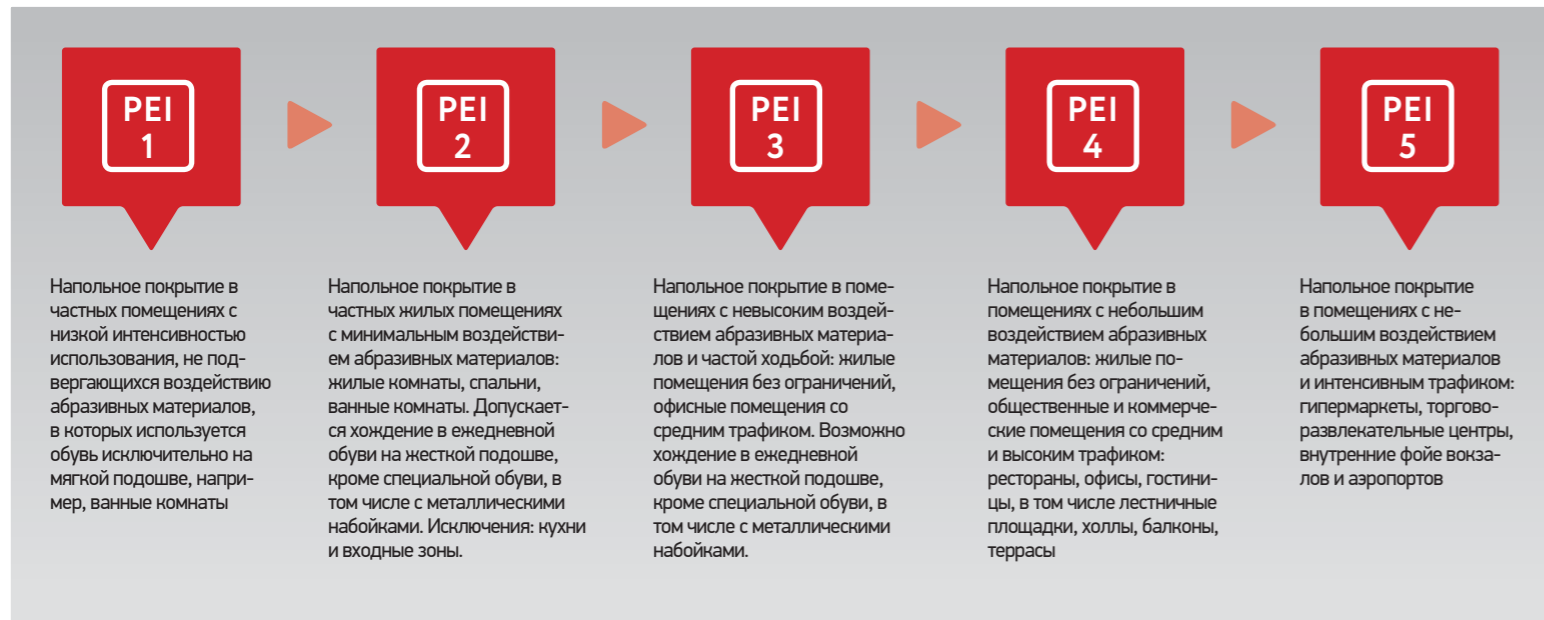 PEI
1
PEI
2
PEI
3
PEI
4
PEI
5
Напольное покрытие в
частных помещениях с
низкой интенсивностью
использования, не под-
вергающихся воздействию
абразивных материалов,
в которых используется
обувь исключительно на
мягкой подошве, напри-
мер, ванные комнаты
Напольное покрытие в
частных жилых помещениях
с минимальным воздействи-
ем абразивных материалов:
жилые комнаты, спальни,
ванные комнаты. Допускает-
ся хождение в ежедневной
обуви на жесткой подошве,
кроме специальной обуви, в
том числе с металлическими
набойками. Исключения: кухни
и входные зоны.
Напольное покрытие в поме-
щениях с невысоким воздей-
ствием абразивных материа-
лов и частой ходьбой: жилые
помещения без ограничений,
офисные помещения со
средним трафиком. Возможно
хождение в ежедневной
обуви на жесткой подошве,
кроме специальной обуви, в
том числе с металлическими
набойками.
Напольное покрытие в
помещениях с небольшим
воздействием абразивных
материалов: жилые по-
мещения без ограничений,
общественные и коммерче-
ские помещения со средним
и высоким трафиком:
рестораны, офисы, гостини-
цы, в том числе лестничные
площадки, холлы, балконы,
террасы
Напольное покрытие
в помещениях с не-
большим воздействием
абразивных материалов
и интенсивным трафиком:
гипермаркеты, торгово-
развлекательные центры,
внутренние фойе вокза-
лов и аэропортов